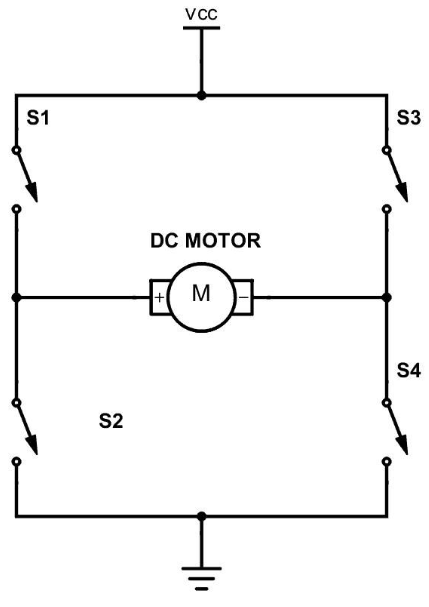 VCC
S1
S3
DC MOTOR
+ M −
S4
S2